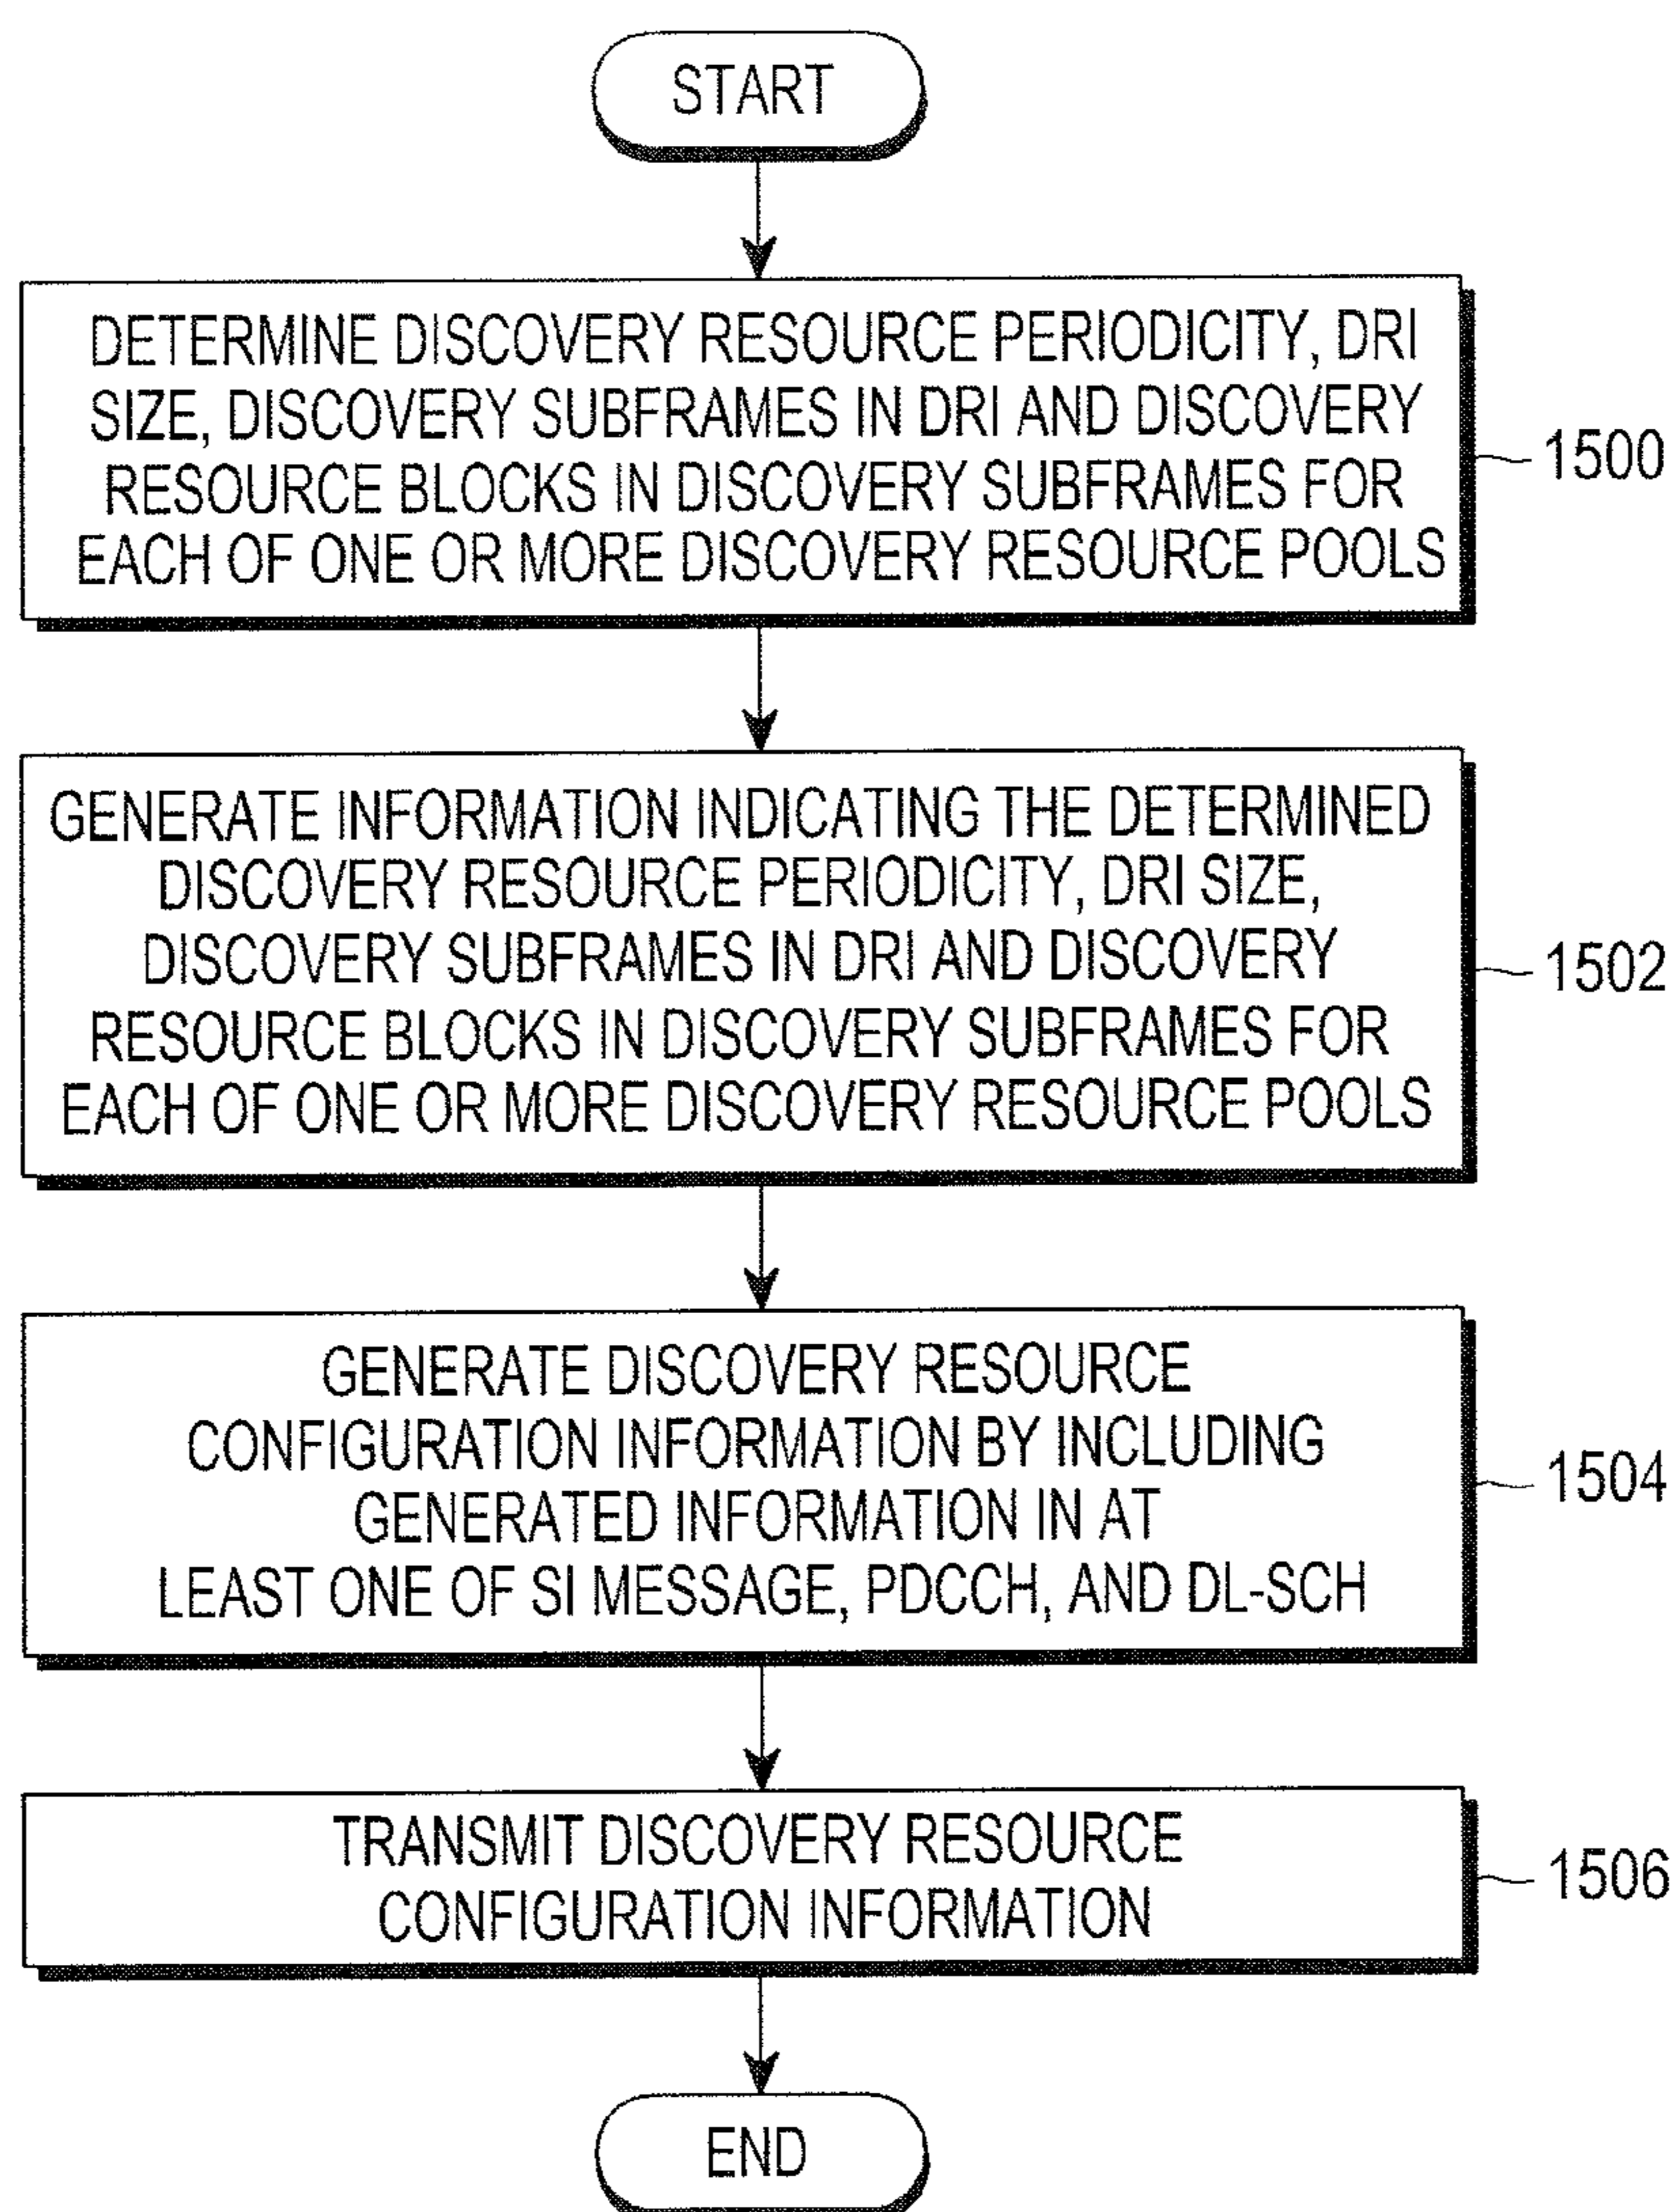 START
DETERMINE DISCOVERY RESOURCE PERIODICITY, DRI
SIZE, DISCOVERY SUBFRAMES IN DRI AND DISCOVERY
RESOURCE BLOCKS IN DISCOVERY SUBFRAMES FOR
EACH OF ONE OR MORE DISCOVERY RESOURCE POOLS
1500
GENERATE INFORMATION INDICATING THE DETERMINED
DISCOVERY RESOURCE PERIODICITY, DRI SIZE,
DISCOVERY SUBFRAMES IN DRI AND DISCOVERY
RESOURCE BLOCKS IN DISCOVERY SUBFRAMES FOR
EACH OF ONE OR MORE DISCOVERY RESOURCE POOLS
1502
GENERATE DISCOVERY RESOURCE
CONFIGURATION INFORMATION BY INCLUDING
GENERATED INFORMATION IN AT
LEAST ONE OF SI MESSAGE, PDCCH, AND DL-SCH
1504
TRANSMIT DISCOVERY RESOURCE
CONFIGURATION INFORMATION
1506
END